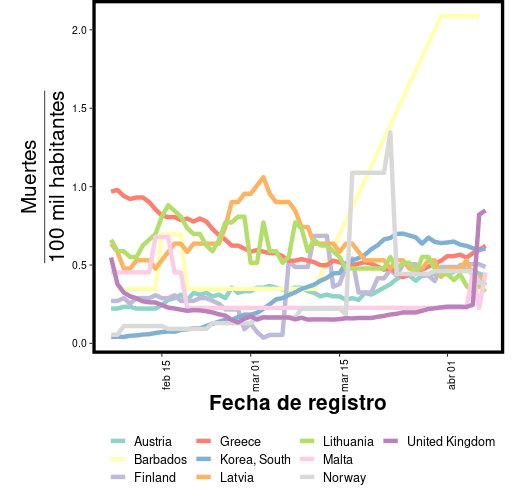 Muertes
100 mil habitantes
2.0
1.5
1.0
0.5
0.0
feb 15
mar 01
mar 15
abr 01
Fecha de registro
Austria
Greece
Lithuania
United Kingdom
Barbados
Korea, South
Malta
Finland
Latvia
Norway